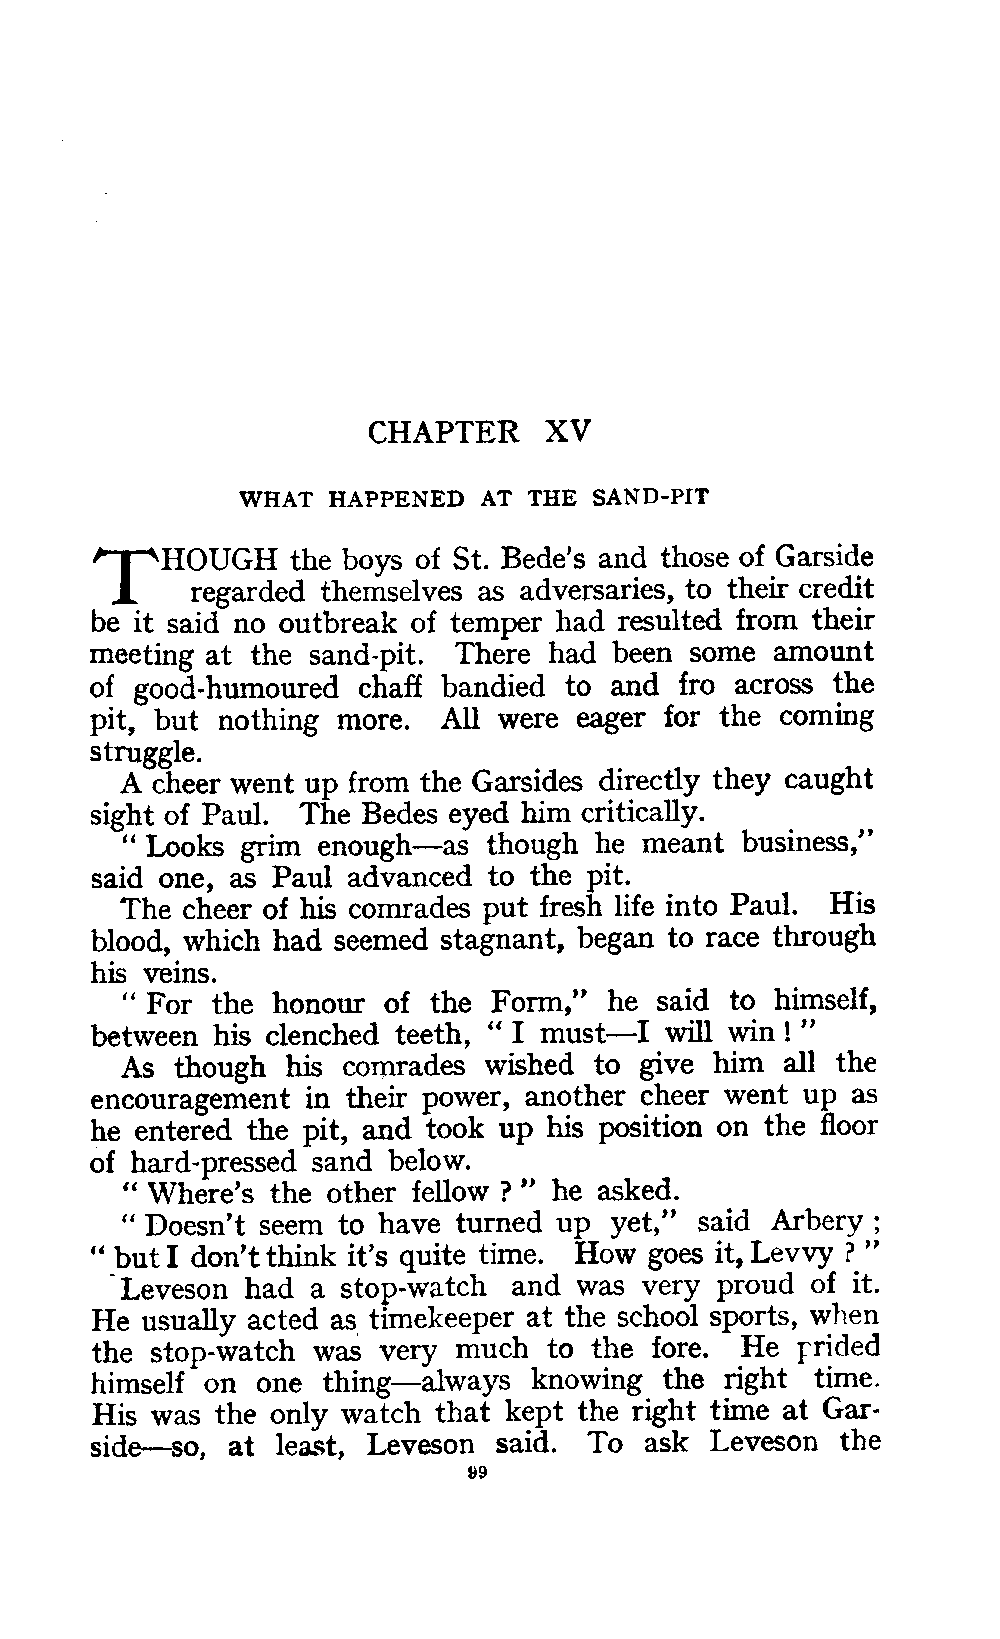 CHAPTER XV
WHAT HAPPENED AT THE SAND-PIT
THOUGH the boys of St. Bede's and those of Garside
regarded themselves as adversaries, to their credit
be it said no outbreak of temper had resulted from their
meeting at the sand-pit. There had been some amount
of good-humoured chaff bandied to and fro across the
pit, but nothing more. All were eager for the coming
struggle.
A cheer went up from the Garsides directly they caught
sight of Paul. The Bedes eyed him critically.
" Looks grim enough—as though he meant business,"
said one, as Paul advanced to the pit.
The cheer of his comrades put fresh life into Paul. His
blood, which had seemed stagnant, began to race through
his veins.
" For the honour of the Form," he said to himself,
between his clenched teeth, " I must—I will win ! "
As though his comrades wished to give him all the
encouragement in their power, another cheer went up as
he entered the pit, and took up his position on the floor
of hard-pressed sand below.
" Where's the other fellow ? " he asked.
" Doesn't seem to have turned up yet," said Arbery ;
" but I don't think it's quite time. How goes it, Levvy ? "
Leveson had a stop-watch and was very proud of it.
He usually acted as timekeeper at the school sports, when
the stop-watch was very much to the fore. He prided
himself on one thing—always knowing the right time.
His was the only watch that kept the right time at Gar-
side—so, at least, Leveson said. To ask Leveson the
99